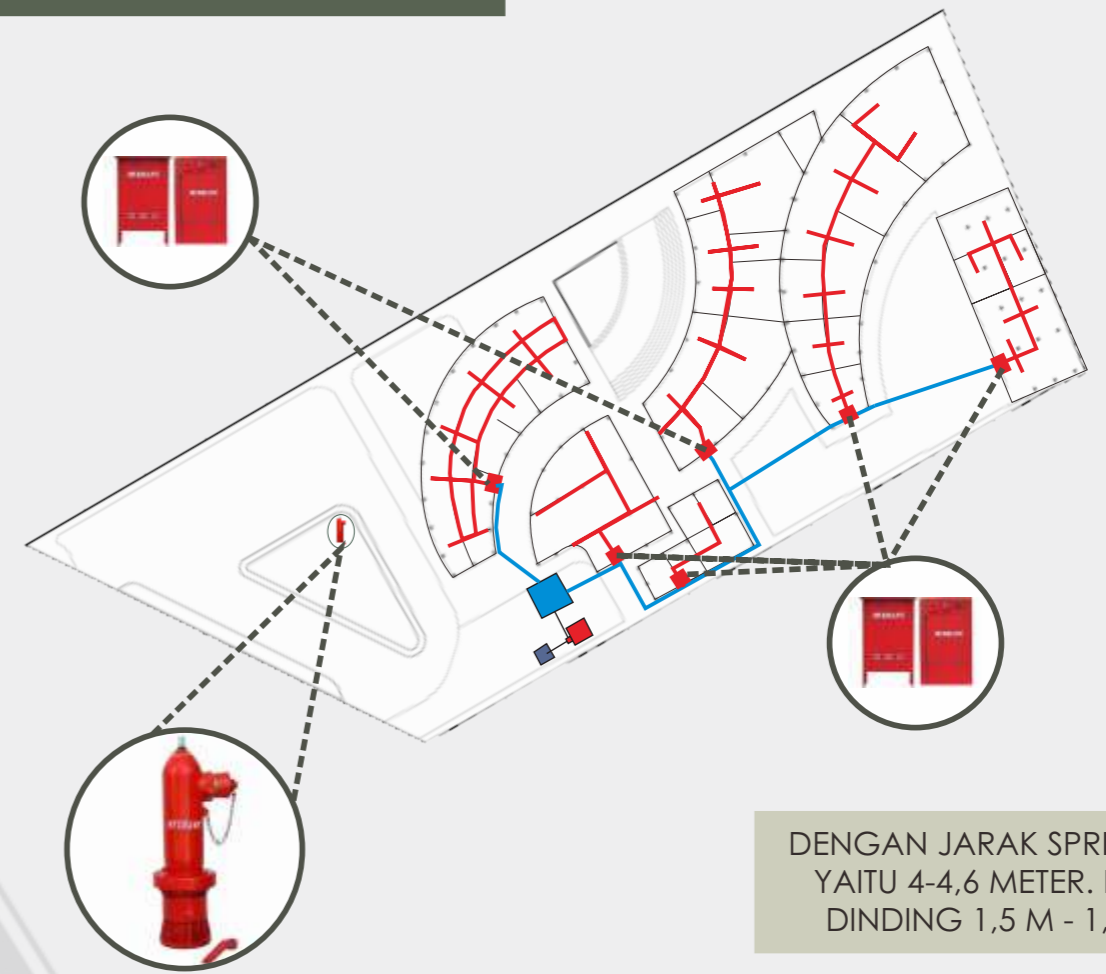 DENGAN JARAK SPRI
YAITU 4-4,6 METER.
DINDING 1,5 M - 1,